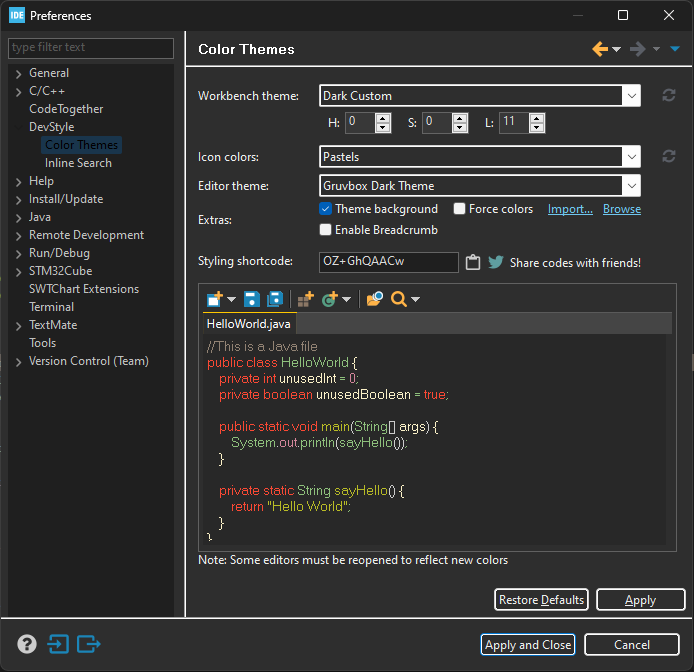 IDE Preferences
type filter text
General
C/C++
CodeTogether
DevStyle
Color Themes
Inline Search
Help
Install/Update
Java
Remote Development
Run/Debug
STM32Cube
SWTChart Extensions
Terminal
TextMate
Tools
Version Control (Team)
Color Themes
Workbench theme: Dark Custom
H: 0 S: 0 L: 11
Icon colors: Pastels
Editor theme: Gruvbox Dark Theme
Extras: Theme background Force colors Import... Browse
Enable Breadcrumb
Styling shortcode: OZ+GhQAACw Share codes with friends!
HelloWorld.java
//This is a Java file
public class HelloWorld {
private int unusedInt = 0;
private boolean unusedBoolean = true;
public static void main(String[] args) {
System.out.println(sayHello());
}
private static String sayHello() {
return "Hello World";
}
}
Note: Some editors must be reopened to reflect new colors
Restore Defaults Apply
Apply and Close Cancel